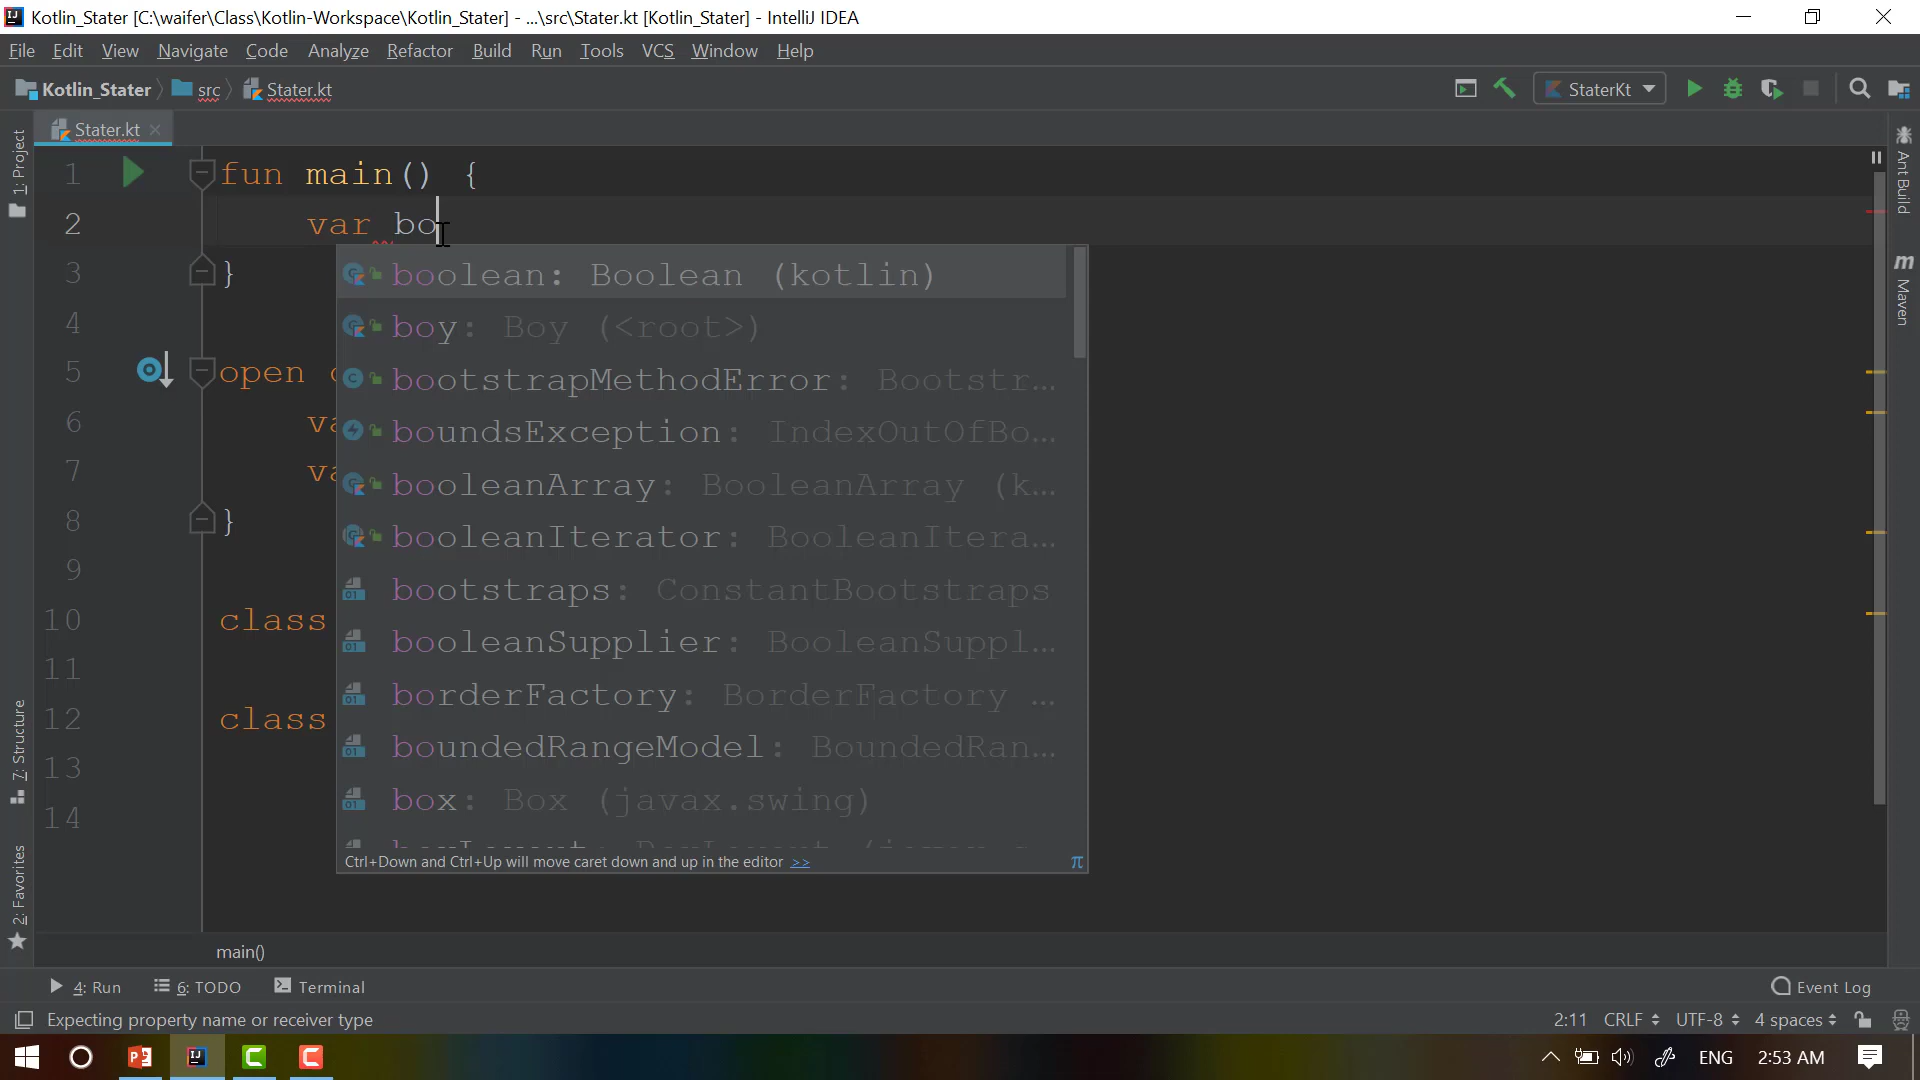 Kotlin_Stater [C:\waifer\Class\Kotlin-Workspace\Kotlin_Stater] - ...\src\Stater.kt [Kotlin_Stater] - IntelliJ IDEA
File Edit View Navigate Code Analyze Refactor Build Run Tools VCS Window Help
Kotlin_Stater src Stater.kt StaterKt
Stater.kt
1: Project
7: Structure
2: Favorites
Ant Build
Maven
1 fun main() {
2 var bo
3 }
4
5 open
6
7
8 }
9
10 class
11
12 class
13
14
boolean: Boolean (kotlin)
boy: Boy (<root>)
bootstrapMethodError: Bootstr...
boundsException: IndexOutOfBo...
booleanArray: BooleanArray (k...
booleanIterator: BooleanItera...
bootstraps: ConstantBootstraps
booleanSupplier: BooleanSuppl...
borderFactory: BorderFactory ...
boundedRangeModel: BoundedRan...
box: Box (javax.swing)
Ctrl+Down and Ctrl+Up will move caret down and up in the editor >> π
main()
4: Run 6: TODO Terminal Event Log
Expecting property name or receiver type 2:11 CRLF UTF-8 4 spaces
ENG 2:53 AM